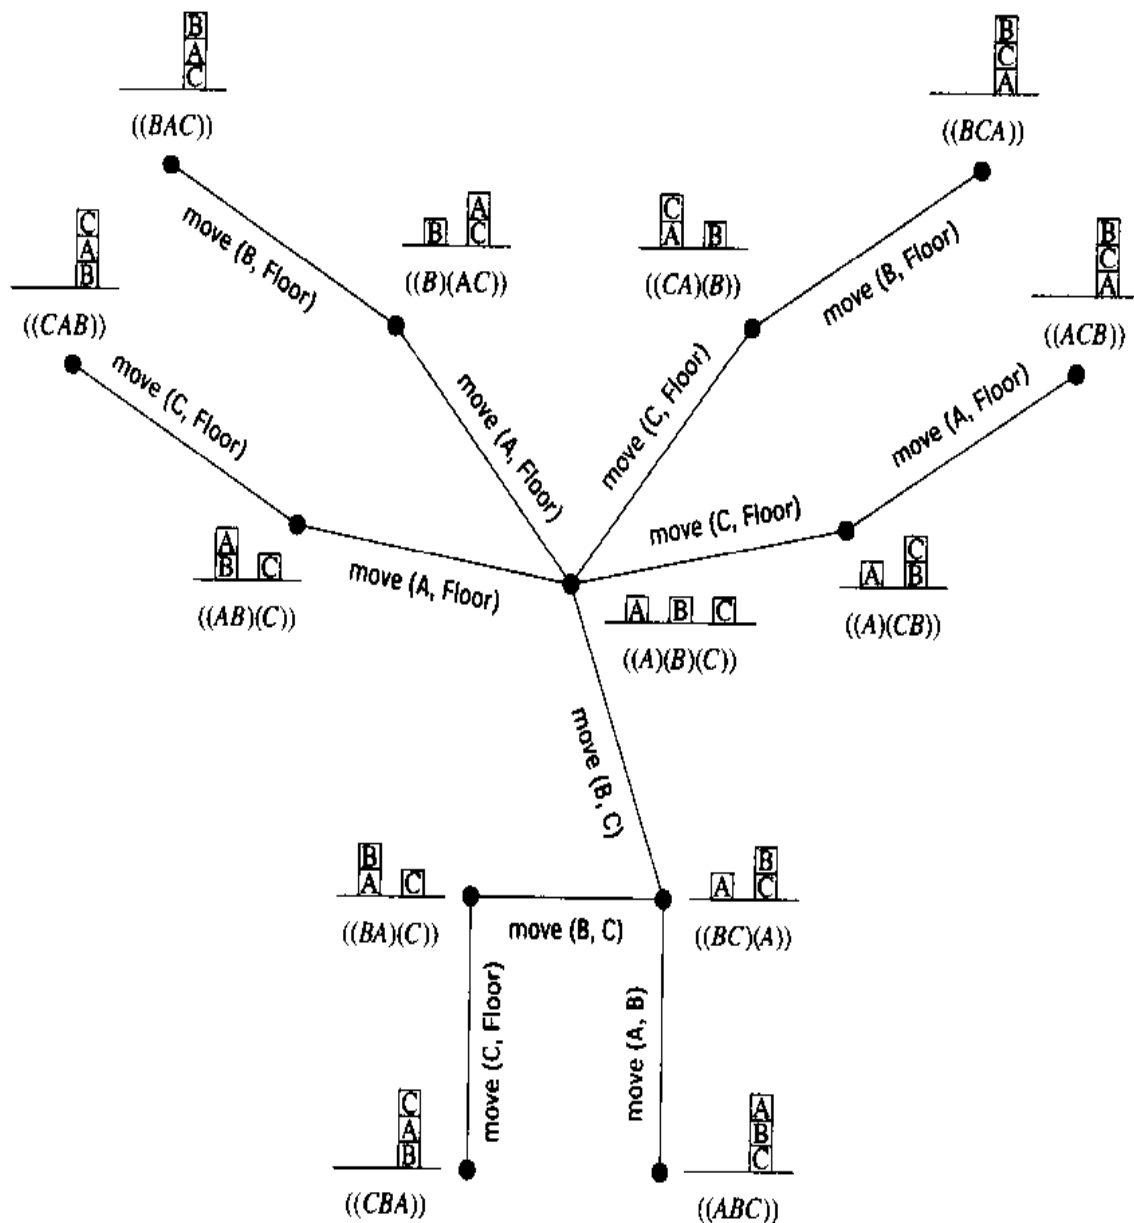 B
A
C
((BAC))
B
C
A
((BCA))
move (B, Floor)
B
A
C
((B)(AC))
C
A
B
((CA)(B))
move (B, Floor)
C
A
B
((CAB))
B
C
A
((ACB))
move (C, Floor)
move (A, Floor)
move (C, Floor)
move (A, Floor)
A
B
C
((AB)(C))
move (A, Floor)
move (C, Floor)
A
B
C
((A)(B)(C))
A
C
B
((A)(CB))
move (B, C)
B
A
C
((BA)(C))
move (B, C)
A
B
C
((BC)(A))
move (C, Floor)
move (A, B)
C
A
B
((CBA))
A
B
C
((ABC))